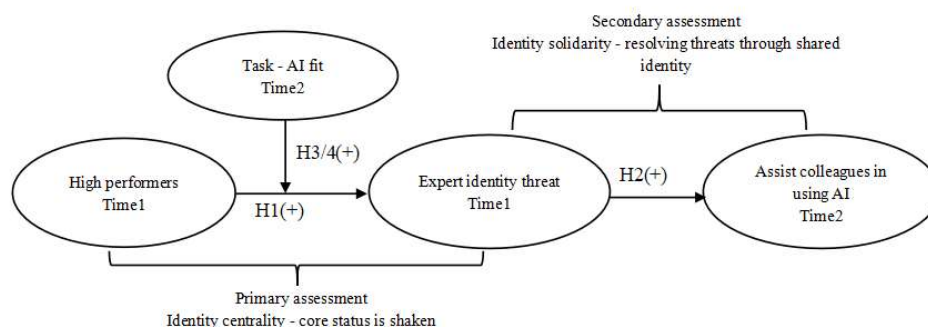 Secondary assessment
Identity solidarity - resolving threats through shared
identity
Task - AI fit
Time2
H3/4(+)
High performers
Time1
H1(+)
Expert identity threat
Time1
H2(+)
Assist colleagues in
using AI
Time2
Primary assessment
Identity centrality - core status is shaken